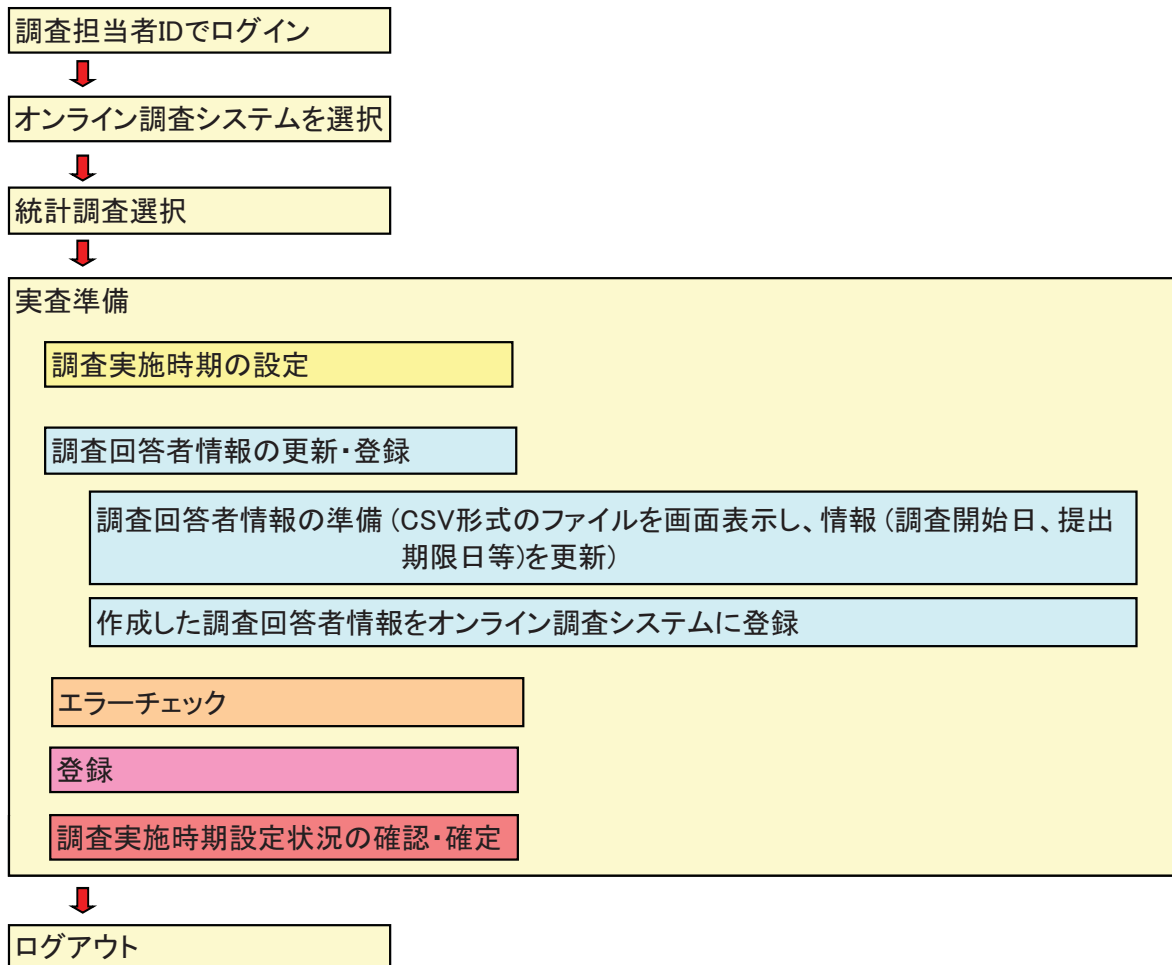 調査担当者IDでログイン
オンライン調査システムを選択
統計調査選択
実査準備
調査実施時期の設定
調査回答者情報の更新・登録
調査回答者情報の準備(CSV形式のファイルを画面表示し、情報(調査開始日、提出
期限日等)を更新)
作成した調査回答者情報をオンライン調査システムに登録
エラーチェック
登録
調査実施時期設定状況の確認・確定
ログアウト